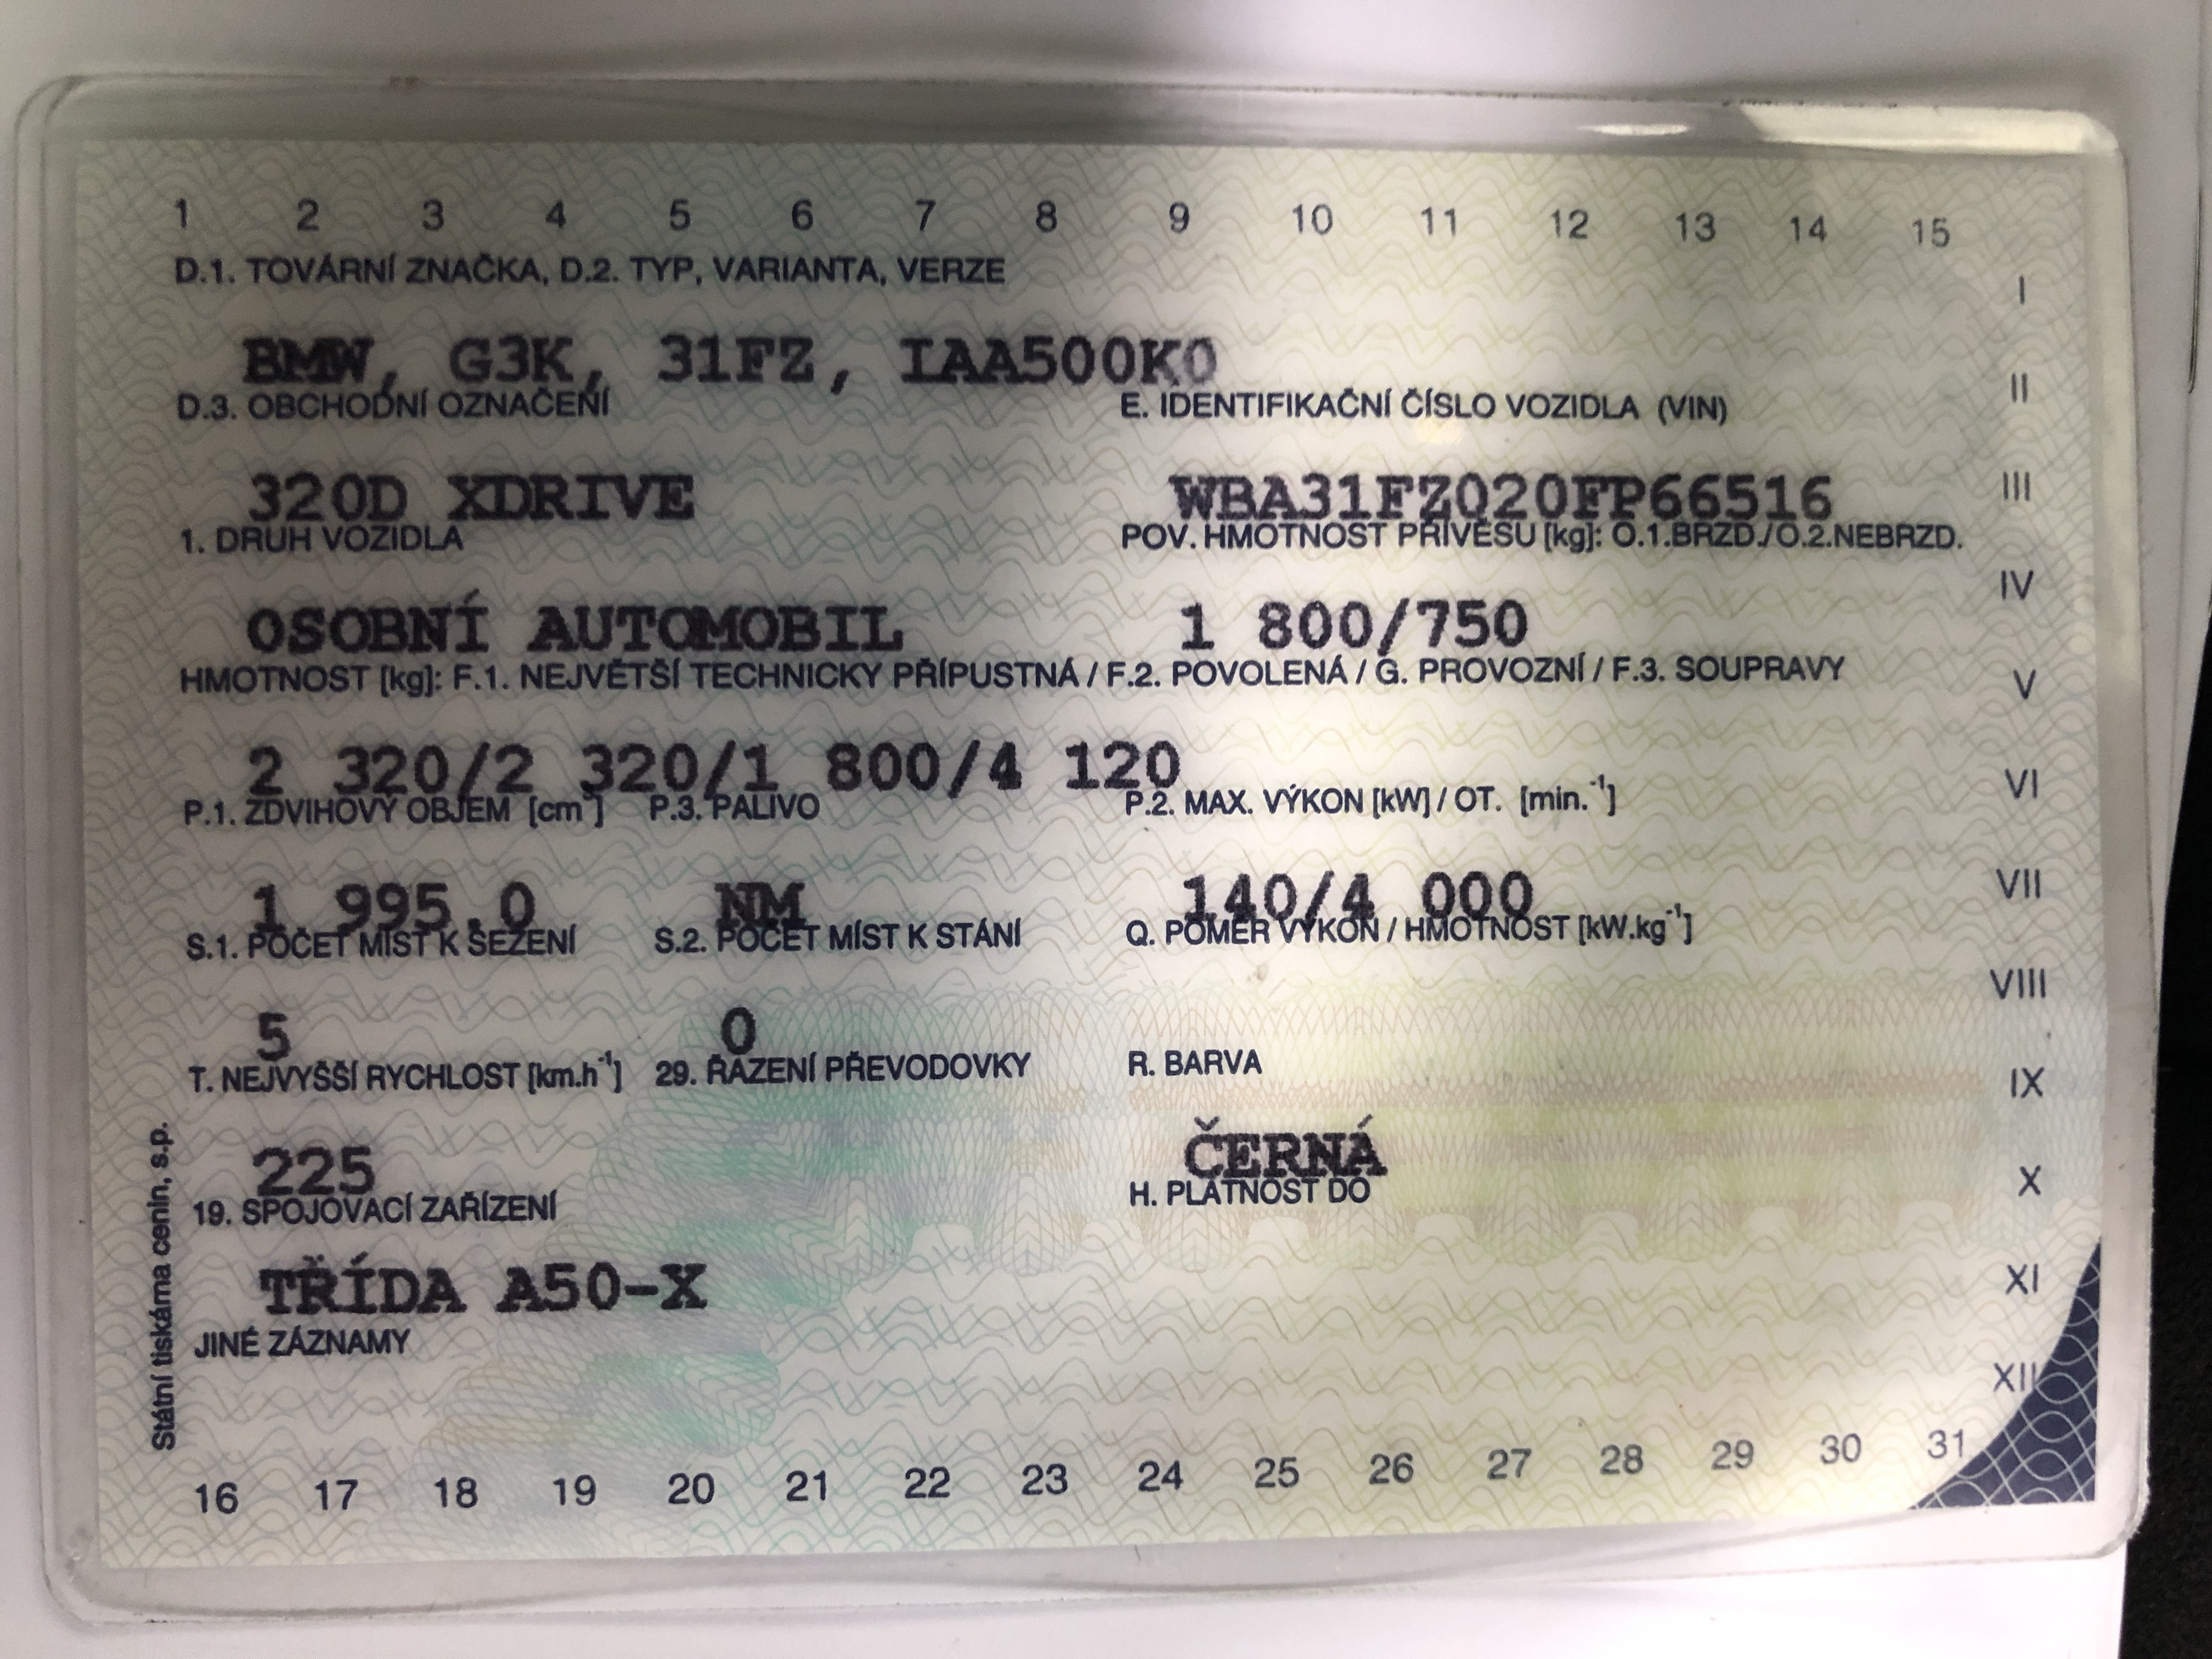 1 2 3 4 5 6 7 8 9 10 11 12 13 14 15
D.1. TOVÁRNÍ ZNAČKA, D.2. TYP, VARIANTA, VERZE
I
BMW, G3K, 31FZ, IAA500K0
D.3. OBCHODNÍ OZNAČENÍ E. IDENTIFIKAČNÍ ČÍSLO VOZIDLA (VIN)
II
320D XDRIVE WBA31FZ020FP66516
III
1. DRUH VOZIDLA POV. HMOTNOST PŘÍVĚSU [kg]: O.1.BRZD./O.2.NEBRZD.
IV
OSOBNÍ AUTOMOBIL 1 800/750
HMOTNOST [kg]: F.1. NEJVĚTŠÍ TECHNICKY PŘÍPUSTNÁ / F.2. POVOLENÁ / G. PROVOZNÍ / F.3. SOUPRAVY
V
2 320/2 320/1 800/4 120
VI
P.1. ZDVIHOVÝ OBJEM [cm³] P.3. PALIVO P.2. MAX. VÝKON [kW] / OT. [min.⁻¹]
1 995.0 NM 140/4 000
VII
S.1. POČET MÍST K SEZENÍ S.2. POČET MÍST K STÁNÍ Q. POMĚR VÝKON / HMOTNOST [kW.kg⁻¹]
VIII
5 0
T. NEJVYŠŠÍ RYCHLOST [km.h⁻¹] 29. ŘAZENÍ PŘEVODOVKY R. BARVA
IX
225 ČERNÁ
X
19. SPOJOVACÍ ZAŘÍZENÍ H. PLATNOST DO
TŘÍDA A50-X
XI
JINÉ ZÁZNAMY
XII
Státní tiskárna cenin, s.p.
16 17 18 19 20 21 22 23 24 25 26 27 28 29 30 31